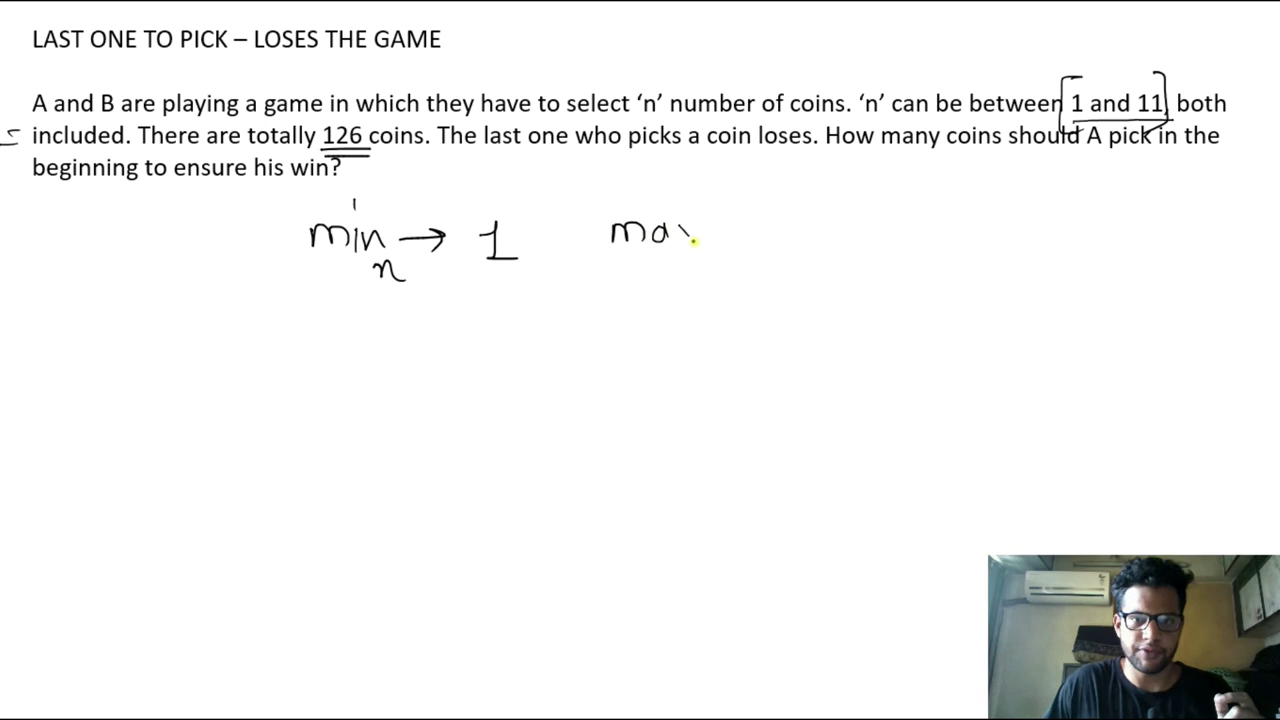 LAST ONE TO PICK – LOSES THE GAME
A and B are playing a game in which they have to select ‘n’ number of coins. ‘n’ can be between 1 and 11, both
included. There are totally 126 coins. The last one who picks a coin loses. How many coins should A pick in the
beginning to ensure his win?
min → 1 max
n